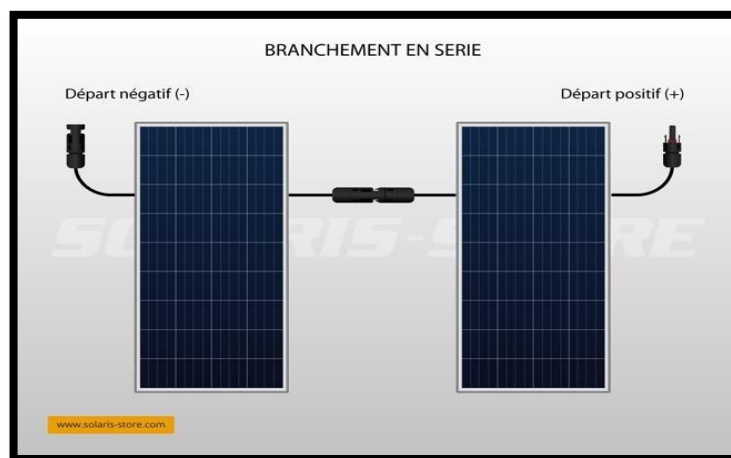 BRANCHEMENT EN SERIE
Départ négatif (-)
Départ positif (+)
SOLARIS-STORE
www.solaris-store.com